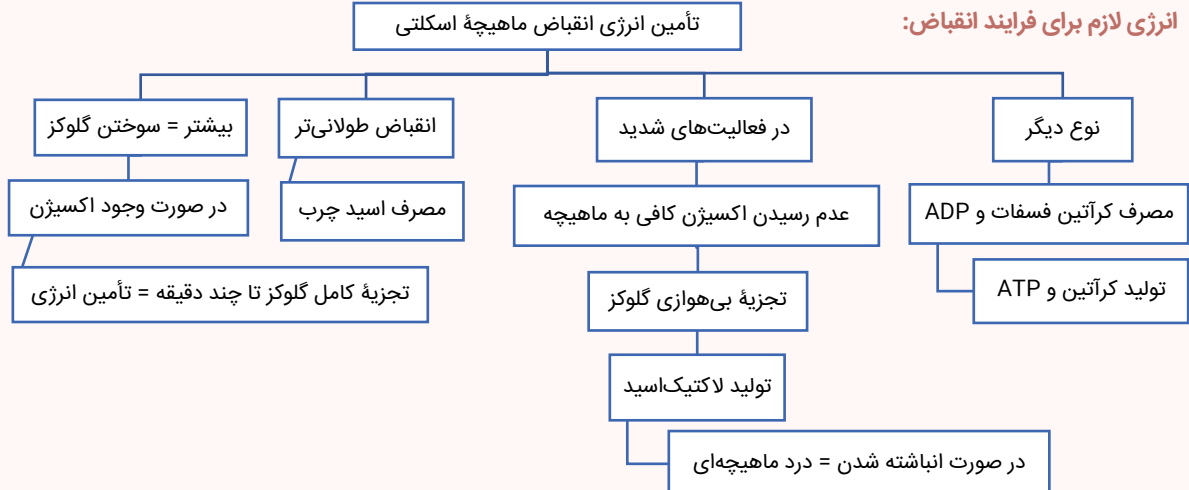 انرژی لازم برای فرایند انقباض:
تأمین انرژی انقباض ماهیچهٔ اسکلتی
نوع دیگر
مصرف کرآتین فسفات و ADP
تولید کرآتین و ATP
در فعالیت‌های شدید
عدم رسیدن اکسیژن کافی به ماهیچه
تجزیهٔ بی‌هوازی گلوکز
تولید لاکتیک‌اسید
در صورت انباشته شدن = درد ماهیچه‌ای
انقباض طولانی‌تر
مصرف اسید چرب
بیشتر = سوختن گلوکز
در صورت وجود اکسیژن
تجزیهٔ کامل گلوکز تا چند دقیقه = تأمین انرژی